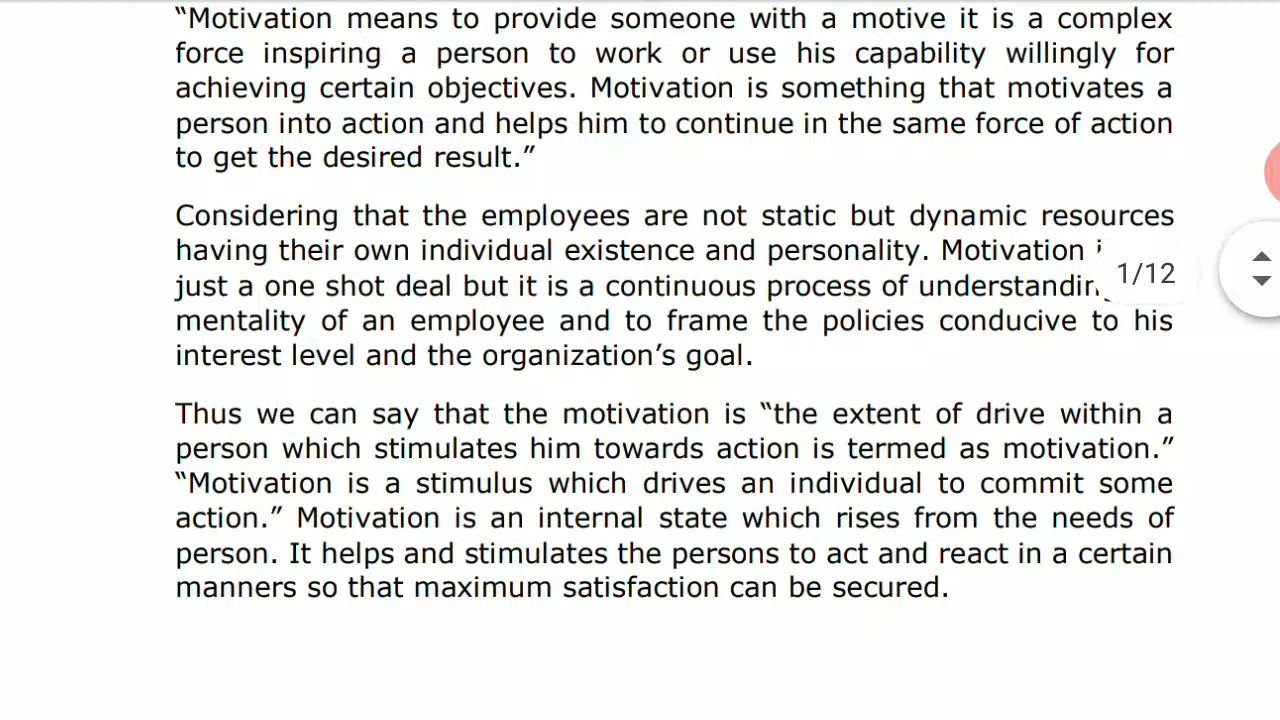 “Motivation means to provide someone with a motive it is a complex
force inspiring a person to work or use his capability willingly for
achieving certain objectives. Motivation is something that motivates a
person into action and helps him to continue in the same force of action
to get the desired result.”
Considering that the employees are not static but dynamic resources
having their own individual existence and personality. Motivation
1/12
just a one shot deal but it is a continuous process of
mentality of an employee and to frame the policies conducive to his
interest level and the organization’s goal.
Thus we can say that the motivation is “the extent of drive within a
person which stimulates him towards action is termed as motivation.”
“Motivation is a stimulus which drives an individual to commit some
action.” Motivation is an internal state which rises from the needs of
person. It helps and stimulates the persons to act and react in a certain
manners so that maximum satisfaction can be secured.